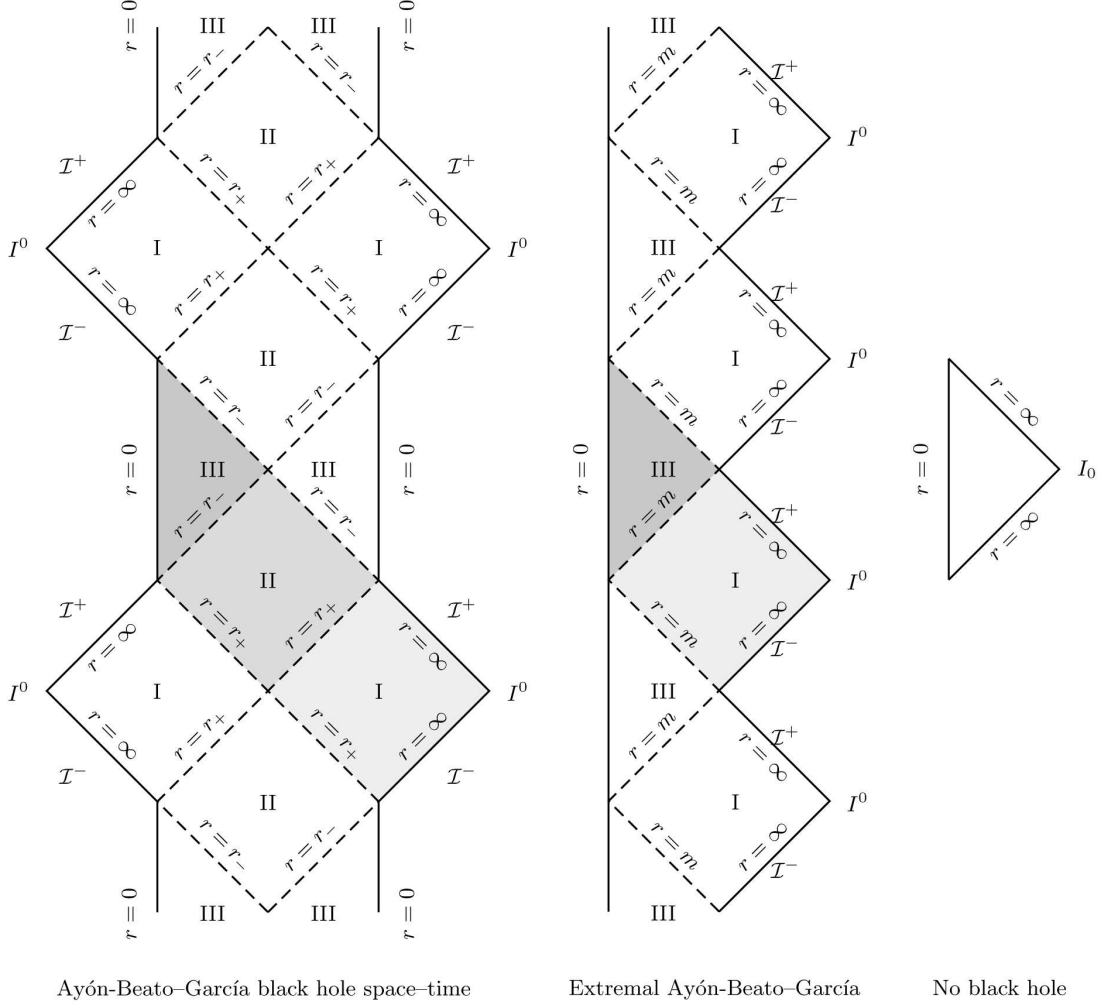 r = 0
III
III
r = 0
r = r₋
r = r₋
II
ℐ⁺
r = r₊
r = r₊
ℐ⁺
r = ∞
r = ∞
I⁰
I
I
I⁰
r = ∞
r = r₊
r = r₊
r = ∞
ℐ⁻
ℐ⁻
II
r = r₋
r = r₋
r = 0
III
III
r = 0
r = r₋
r = r₋
II
ℐ⁺
r = r₊
r = r₊
ℐ⁺
r = ∞
r = ∞
I⁰
I
I
I⁰
r = ∞
r = r₊
r = r₊
r = ∞
ℐ⁻
ℐ⁻
II
r = r₋
r = r₋
r = 0
III
III
r = 0
Ayón-Beato–García black hole space–time
III
r = m
ℐ⁺
r = ∞
I
I⁰
r = m
r = ∞
ℐ⁻
III
r = m
ℐ⁺
r = ∞
I
I⁰
r = m
r = ∞
ℐ⁻
r = 0
III
r = m
ℐ⁺
r = ∞
I
I⁰
r = m
r = ∞
ℐ⁻
III
r = m
ℐ⁺
r = ∞
I
I⁰
r = m
r = ∞
ℐ⁻
III
Extremal Ayón-Beato–García
r = ∞
r = 0
I₀
r = ∞
No black hole